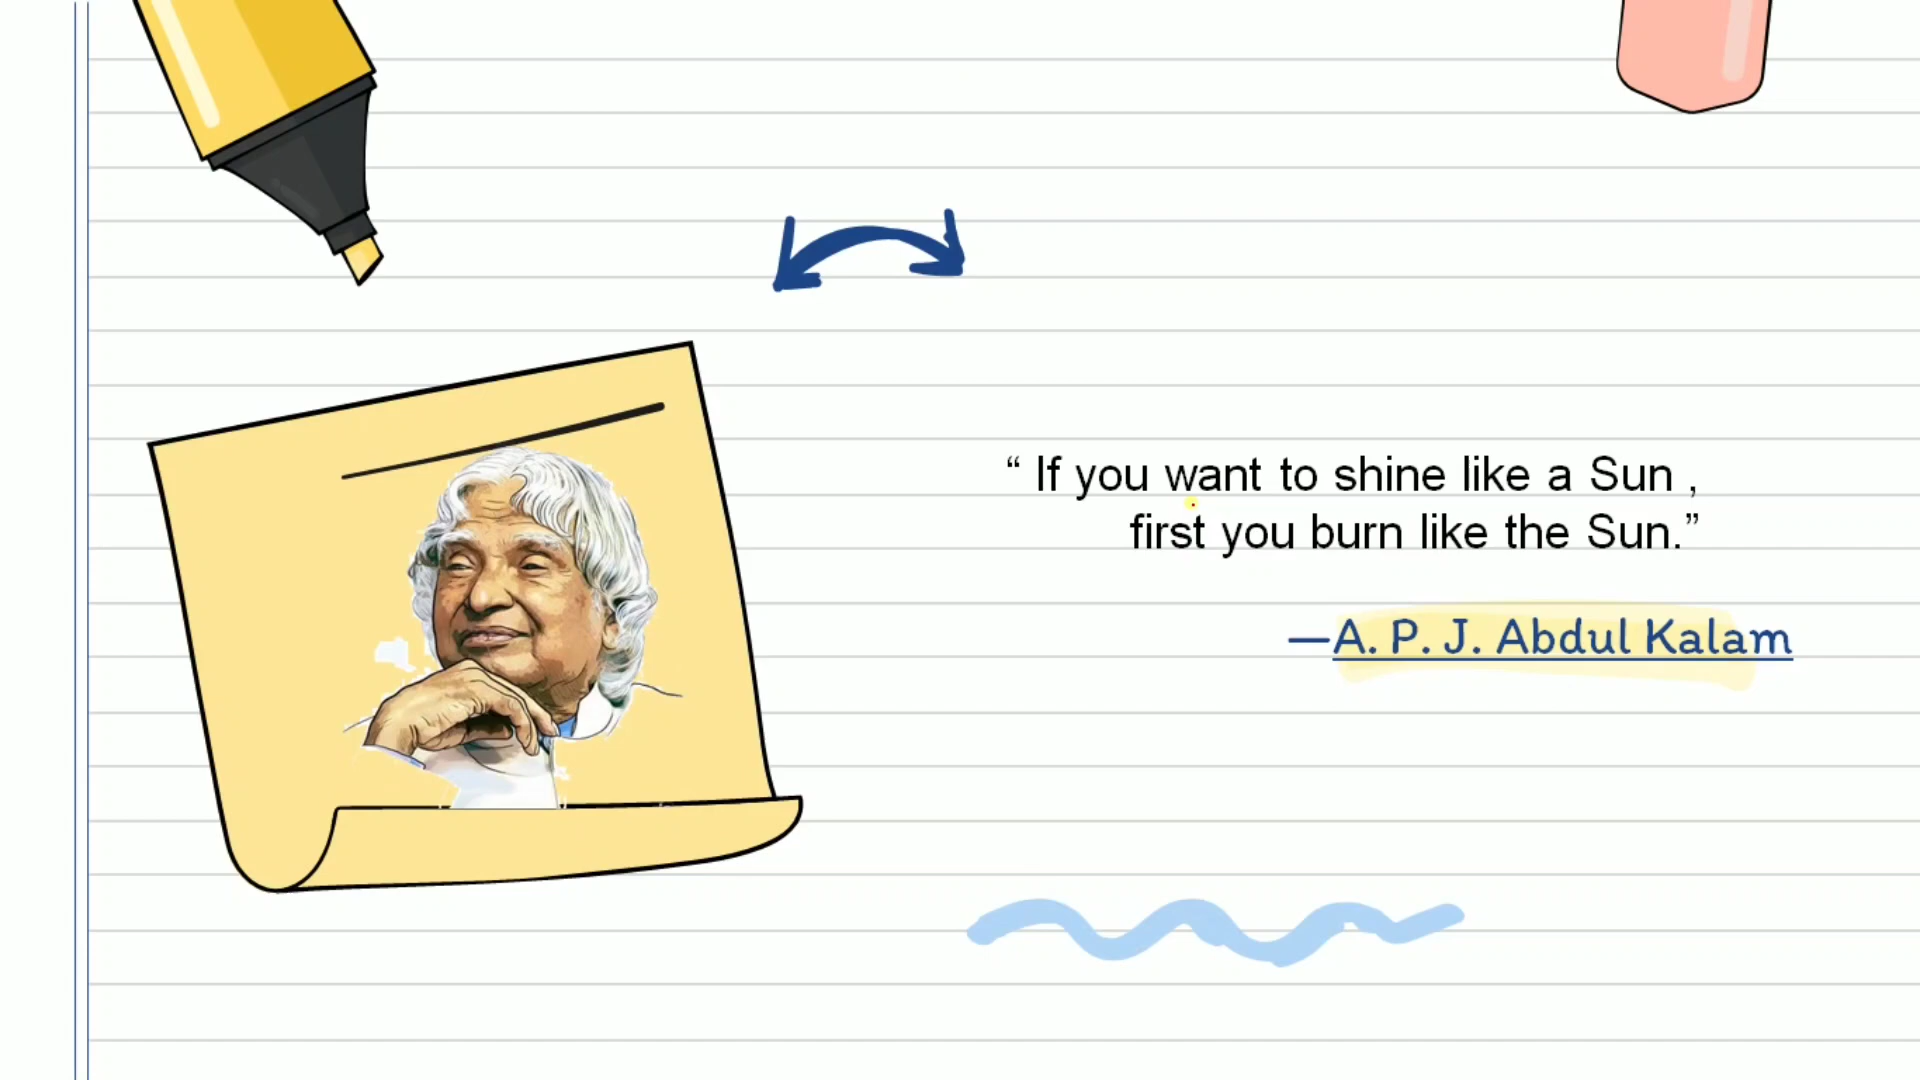 “ If you want to shine like a Sun ,
first you burn like the Sun.”
—A. P. J. Abdul Kalam